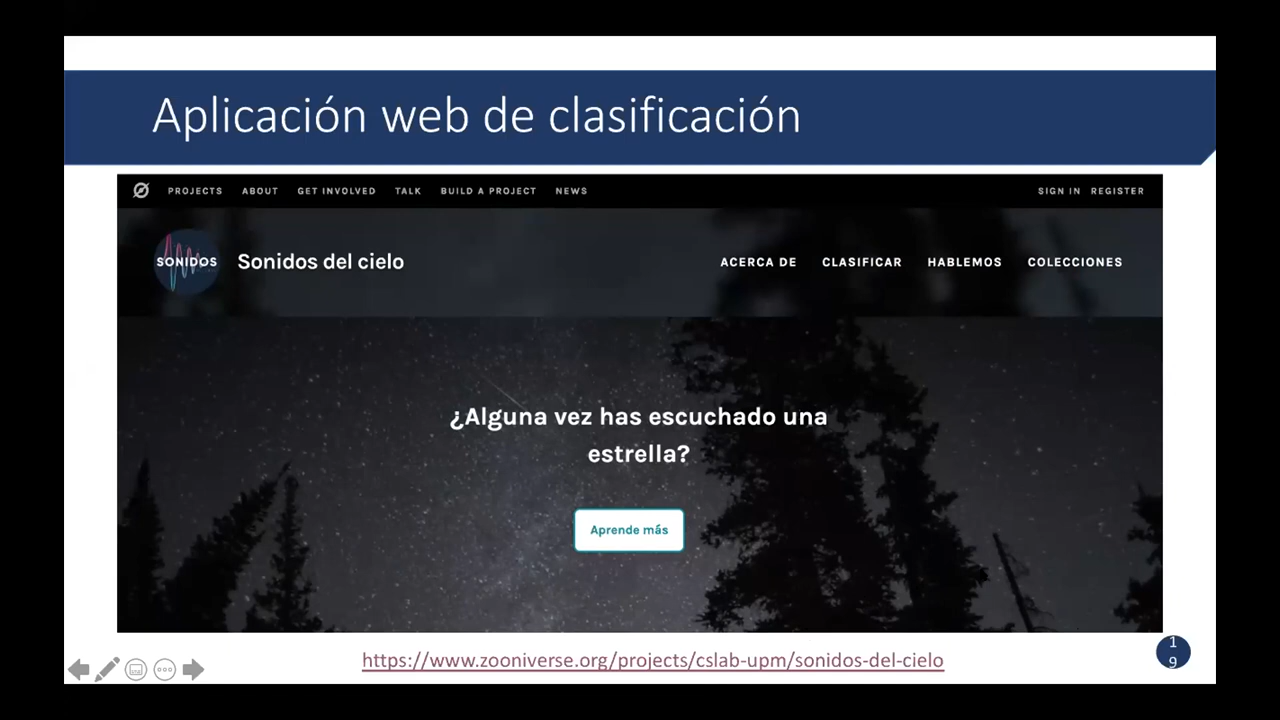 Aplicación web de clasificación
PROJECTS ABOUT GET INVOLVED TALK BUILD A PROJECT NEWS SIGN IN REGISTER
SONIDOS Sonidos del cielo ACERCA DE CLASIFICAR HABLEMOS COLECCIONES
¿Alguna vez has escuchado una
estrella?
Aprende más
https://www.zooniverse.org/projects/cslab-upm/sonidos-del-cielo
1
9